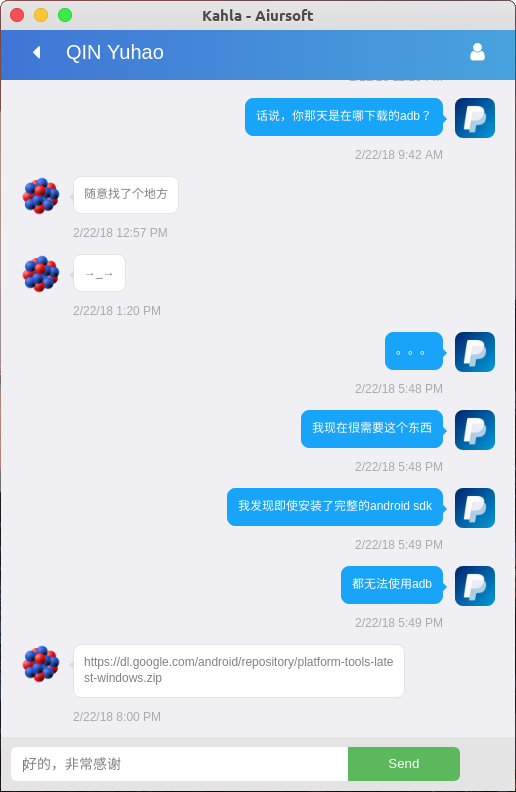 Kahla - Aiursoft
QIN Yuhao
话说，你那天是在哪下载的adb？
2/22/18 9:42 AM
随意找了个地方
2/22/18 12:57 PM
→_→
2/22/18 1:20 PM
。。。
2/22/18 5:48 PM
我现在很需要这个东西
2/22/18 5:48 PM
我发现即使安装了完整的android sdk
2/22/18 5:49 PM
都无法使用adb
2/22/18 5:49 PM
https://dl.google.com/android/repository/platform-tools-late
st-windows.zip
2/22/18 8:00 PM
好的，非常感谢
Send